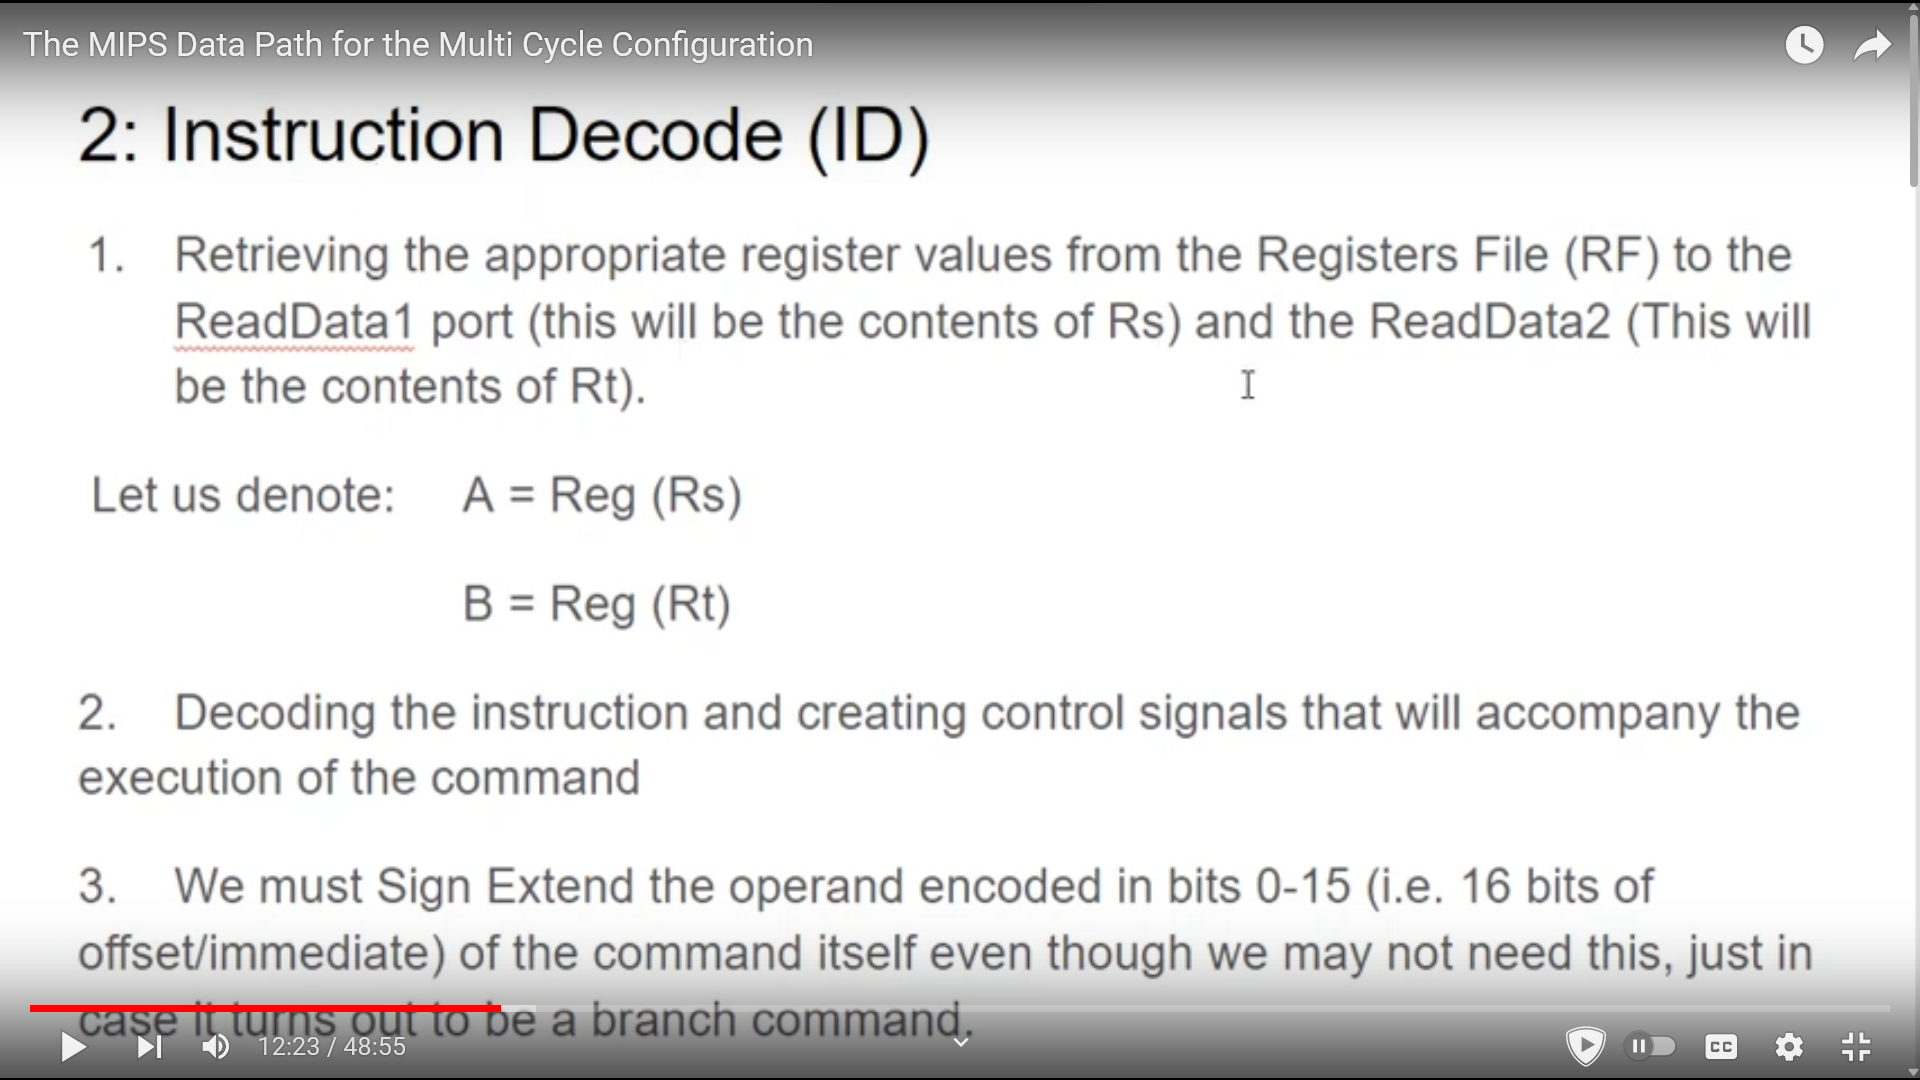 The MIPS Data Path for the Multi Cycle Configuration
2: Instruction Decode (ID)
1. Retrieving the appropriate register values from the Registers File (RF) to the
ReadData1 port (this will be the contents of Rs) and the ReadData2 (This will
be the contents of Rt).
Let us denote: A = Reg (Rs)
B = Reg (Rt)
2. Decoding the instruction and creating control signals that will accompany the
execution of the command
3. We must Sign Extend the operand encoded in bits 0-15 (i.e. 16 bits of
offset/immediate) of the command itself even though we may not need this, just in
case it turns out to be a branch command.
12:23 / 48:55
CC